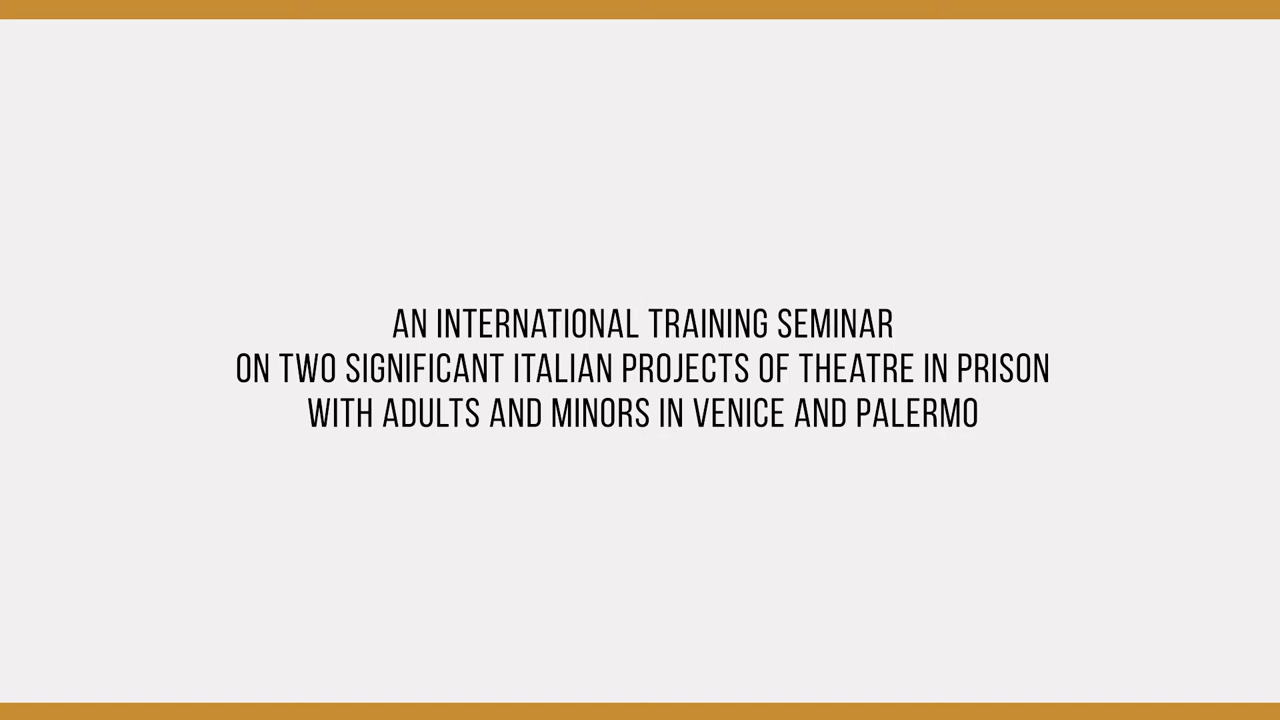 AN INTERNATIONAL TRAINING SEMINAR
ON TWO SIGNIFICANT ITALIAN PROJECTS OF THEATRE IN PRISON
WITH ADULTS AND MINORS IN VENICE AND PALERMO